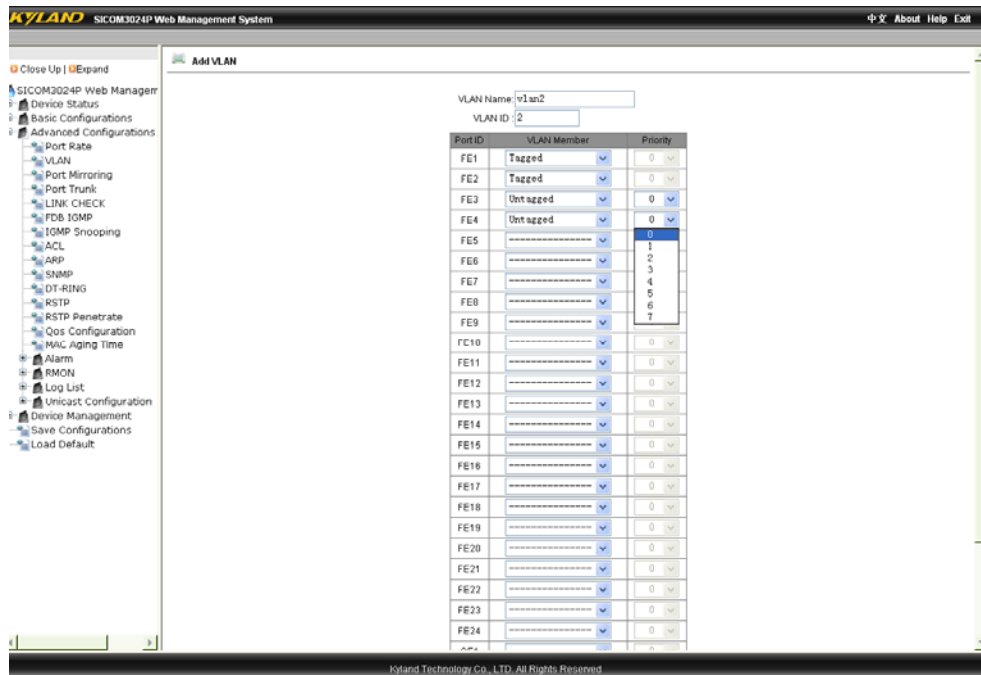 KYLAND SICOM3024P Web Management System 中文 About Help Exit
Close Up | Expand
SICOM3024P Web Managem
Device Status
Basic Configurations
Advanced Configurations
Port Rate
VLAN
Port Mirroring
Port Trunk
LINK CHECK
FDB IGMP
IGMP Snooping
ACL
ARP
SNMP
DT-RING
RSTP
RSTP Penetrate
Qos Configuration
MAC Aging Time
Alarm
RMON
Log List
Unicast Configuration
Device Management
Save Configurations
Load Default
Add VLAN
VLAN Name: vlan2
VLAN ID : 2
Port ID VLAN Member Priority
FE1 Tagged 0
FE2 Tagged 0
FE3 Untagged 0
FE4 Untagged 0
0
1
2
3
4
5
6
7
FE5 ---------------
FE6 ---------------
FE7 ---------------
FE8 ---------------
FE9 ---------------
FE10 --------------- 0
FE11 --------------- 0
FE12 --------------- 0
FE13 --------------- 0
FE14 --------------- 0
FE15 --------------- 0
FE16 --------------- 0
FE17 --------------- 0
FE18 --------------- 0
FE19 --------------- 0
FE20 --------------- 0
FE21 --------------- 0
FE22 --------------- 0
FE23 --------------- 0
FE24 --------------- 0
Kyland Technology Co., LTD. All Rights Reserved